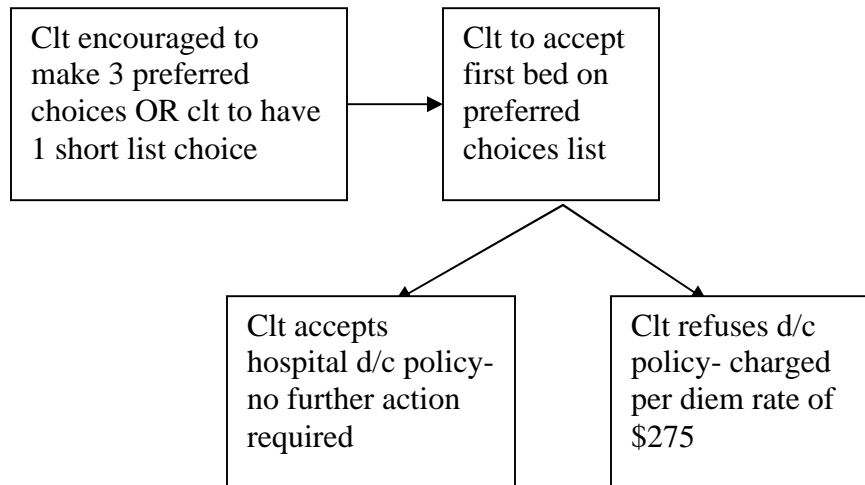 Clt encouraged to
make 3 preferred
choices OR clt to have
1 short list choice
Clt to accept
first bed on
preferred
choices list
Clt accepts
hospital d/c policy-
no further action
required
Clt refuses d/c
policy- charged
per diem rate of
$275